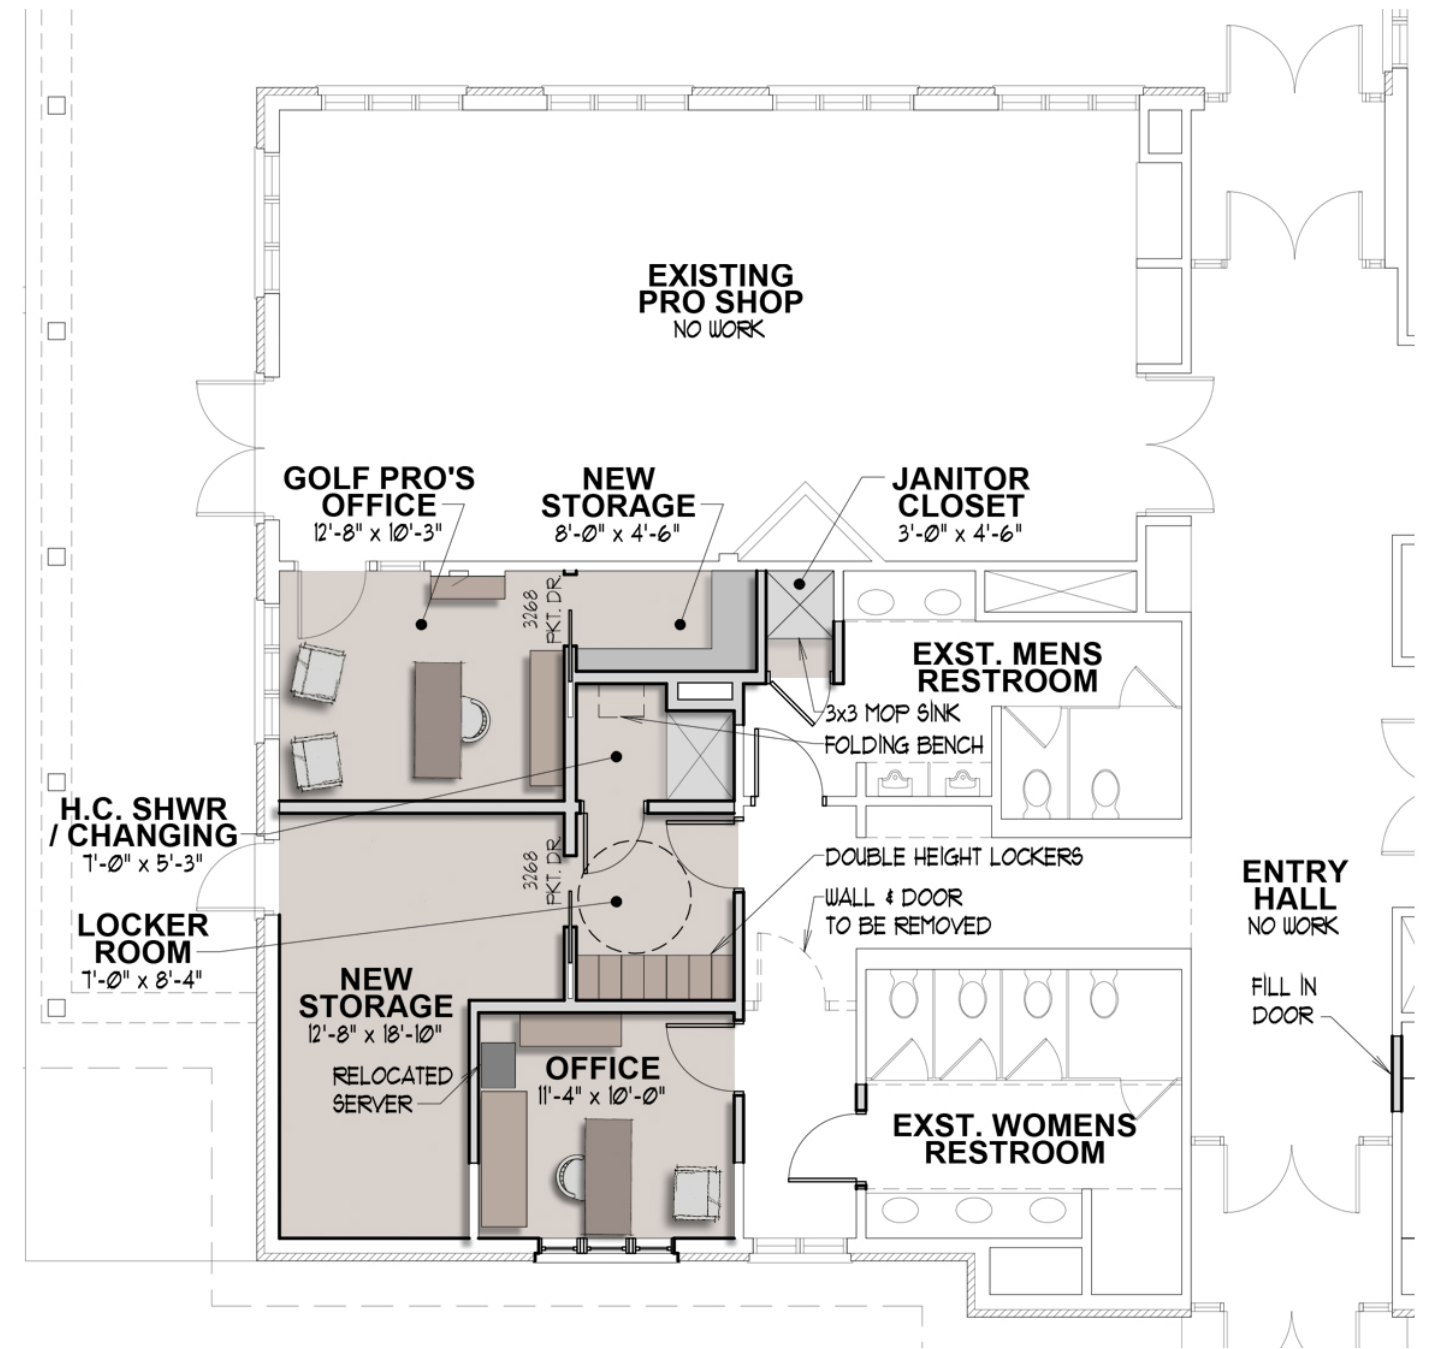 EXISTING
PRO SHOP
NO WORK
GOLF PRO'S
OFFICE
12'-8" x 10'-3"
NEW
STORAGE
8'-0" x 4'-6"
JANITOR
CLOSET
3'-0" x 4'-6"
3268
PKT. DR.
EXST. MENS
RESTROOM
3x3 MOP SINK
FOLDING BENCH
H.C. SHWR
/ CHANGING
7'-0" x 5'-3"
3268
PKT. DR.
DOUBLE HEIGHT LOCKERS
WALL & DOOR
TO BE REMOVED
ENTRY
HALL
NO WORK
LOCKER
ROOM
7'-0" x 8'-4"
NEW
STORAGE
12'-8" x 18'-10"
FILL IN
DOOR
RELOCATED
SERVER
OFFICE
11'-4" x 10'-0"
EXST. WOMENS
RESTROOM